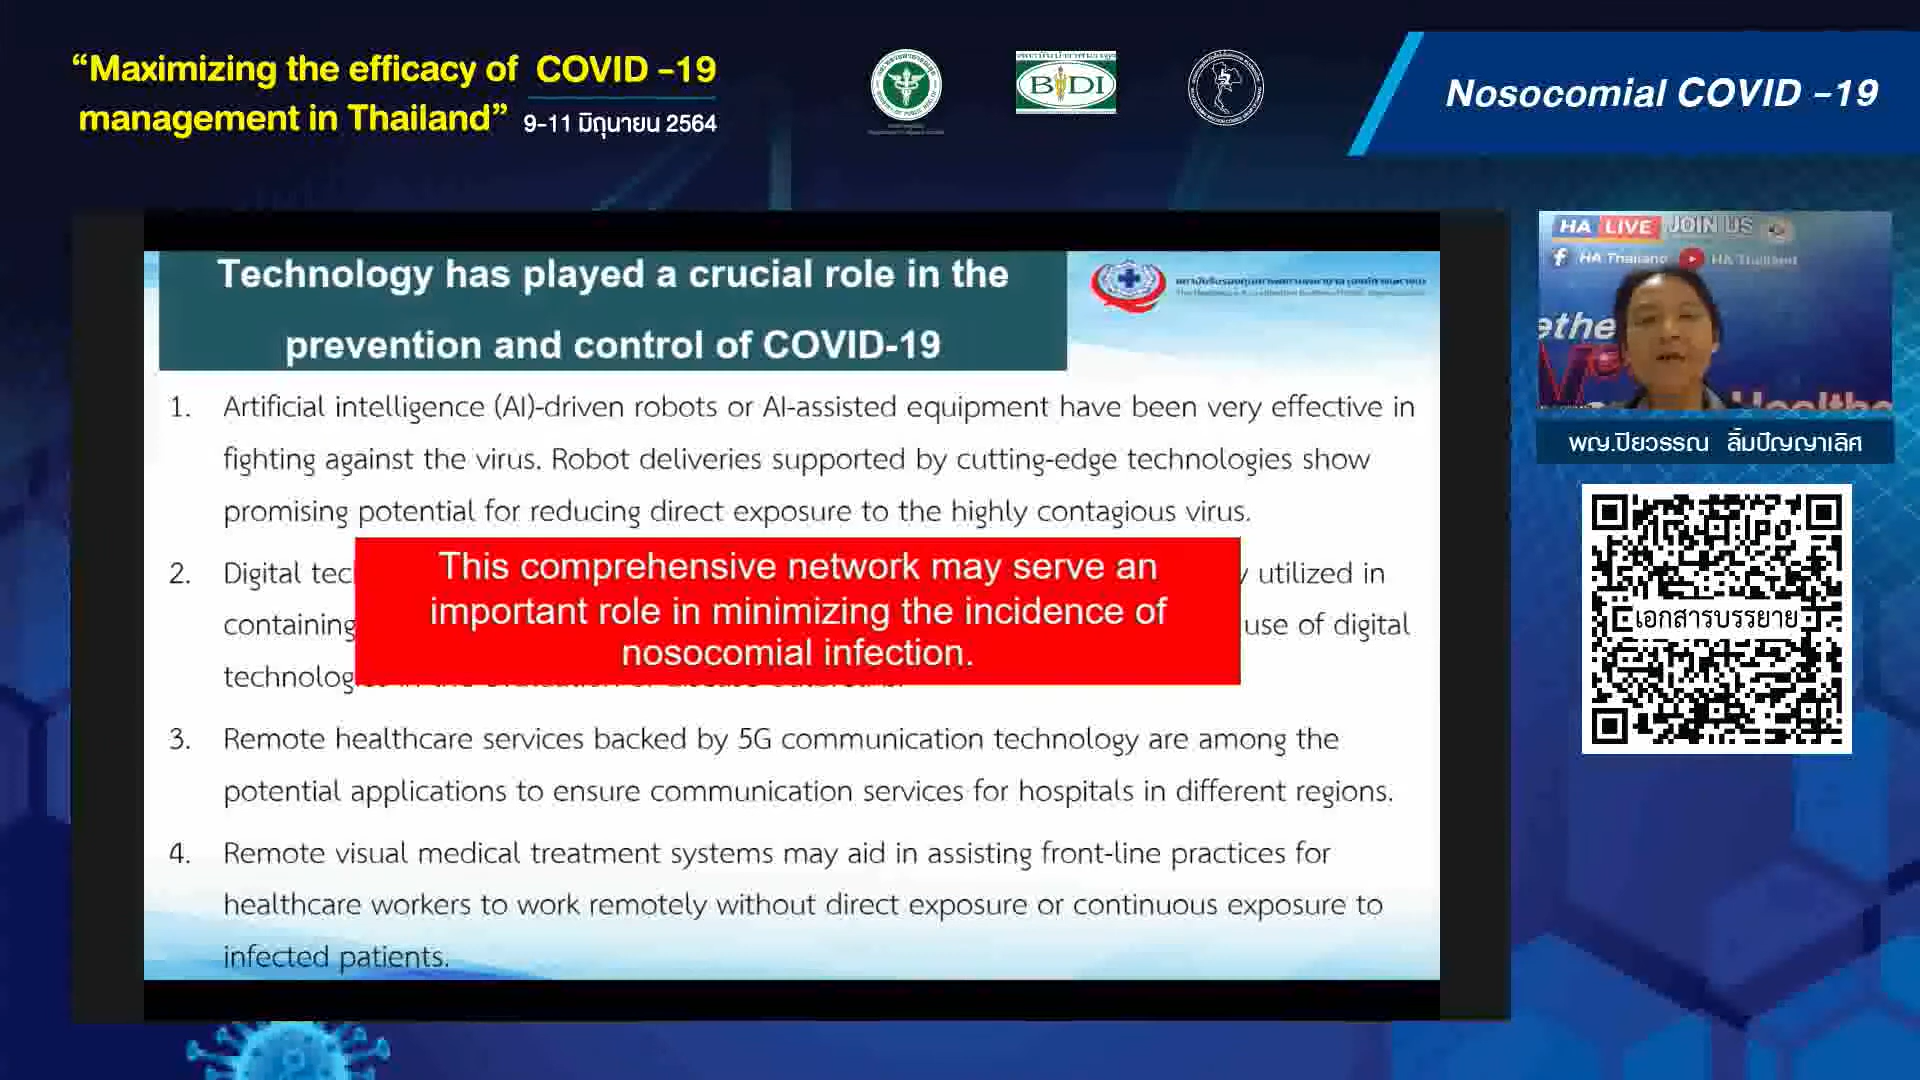 “Maximizing the efficacy of COVID -19
management in Thailand” 9-11 มิถุนายน 2564
BIDI
Nosocomial COVID -19
Technology has played a crucial role in the
prevention and control of COVID-19
1. Artificial intelligence (AI)-driven robots or AI-assisted equipment have been very effective in
fighting against the virus. Robot deliveries supported by cutting-edge technologies show
promising potential for reducing direct exposure to the highly contagious virus.
2. Digital tec utilized in
containing use of digital
technolog
This comprehensive network may serve an
important role in minimizing the incidence of
nosocomial infection.
3. Remote healthcare services backed by 5G communication technology are among the
potential applications to ensure communication services for hospitals in different regions.
4. Remote visual medical treatment systems may aid in assisting front-line practices for
healthcare workers to work remotely without direct exposure or continuous exposure to
infected patients.
HA LIVE JOIN US
HA Thailand HA Thailand
ethe
Healthc
พญ.ปิยวรรณ ลิ้มปัญญาเลิศ
เอกสารบรรยาย